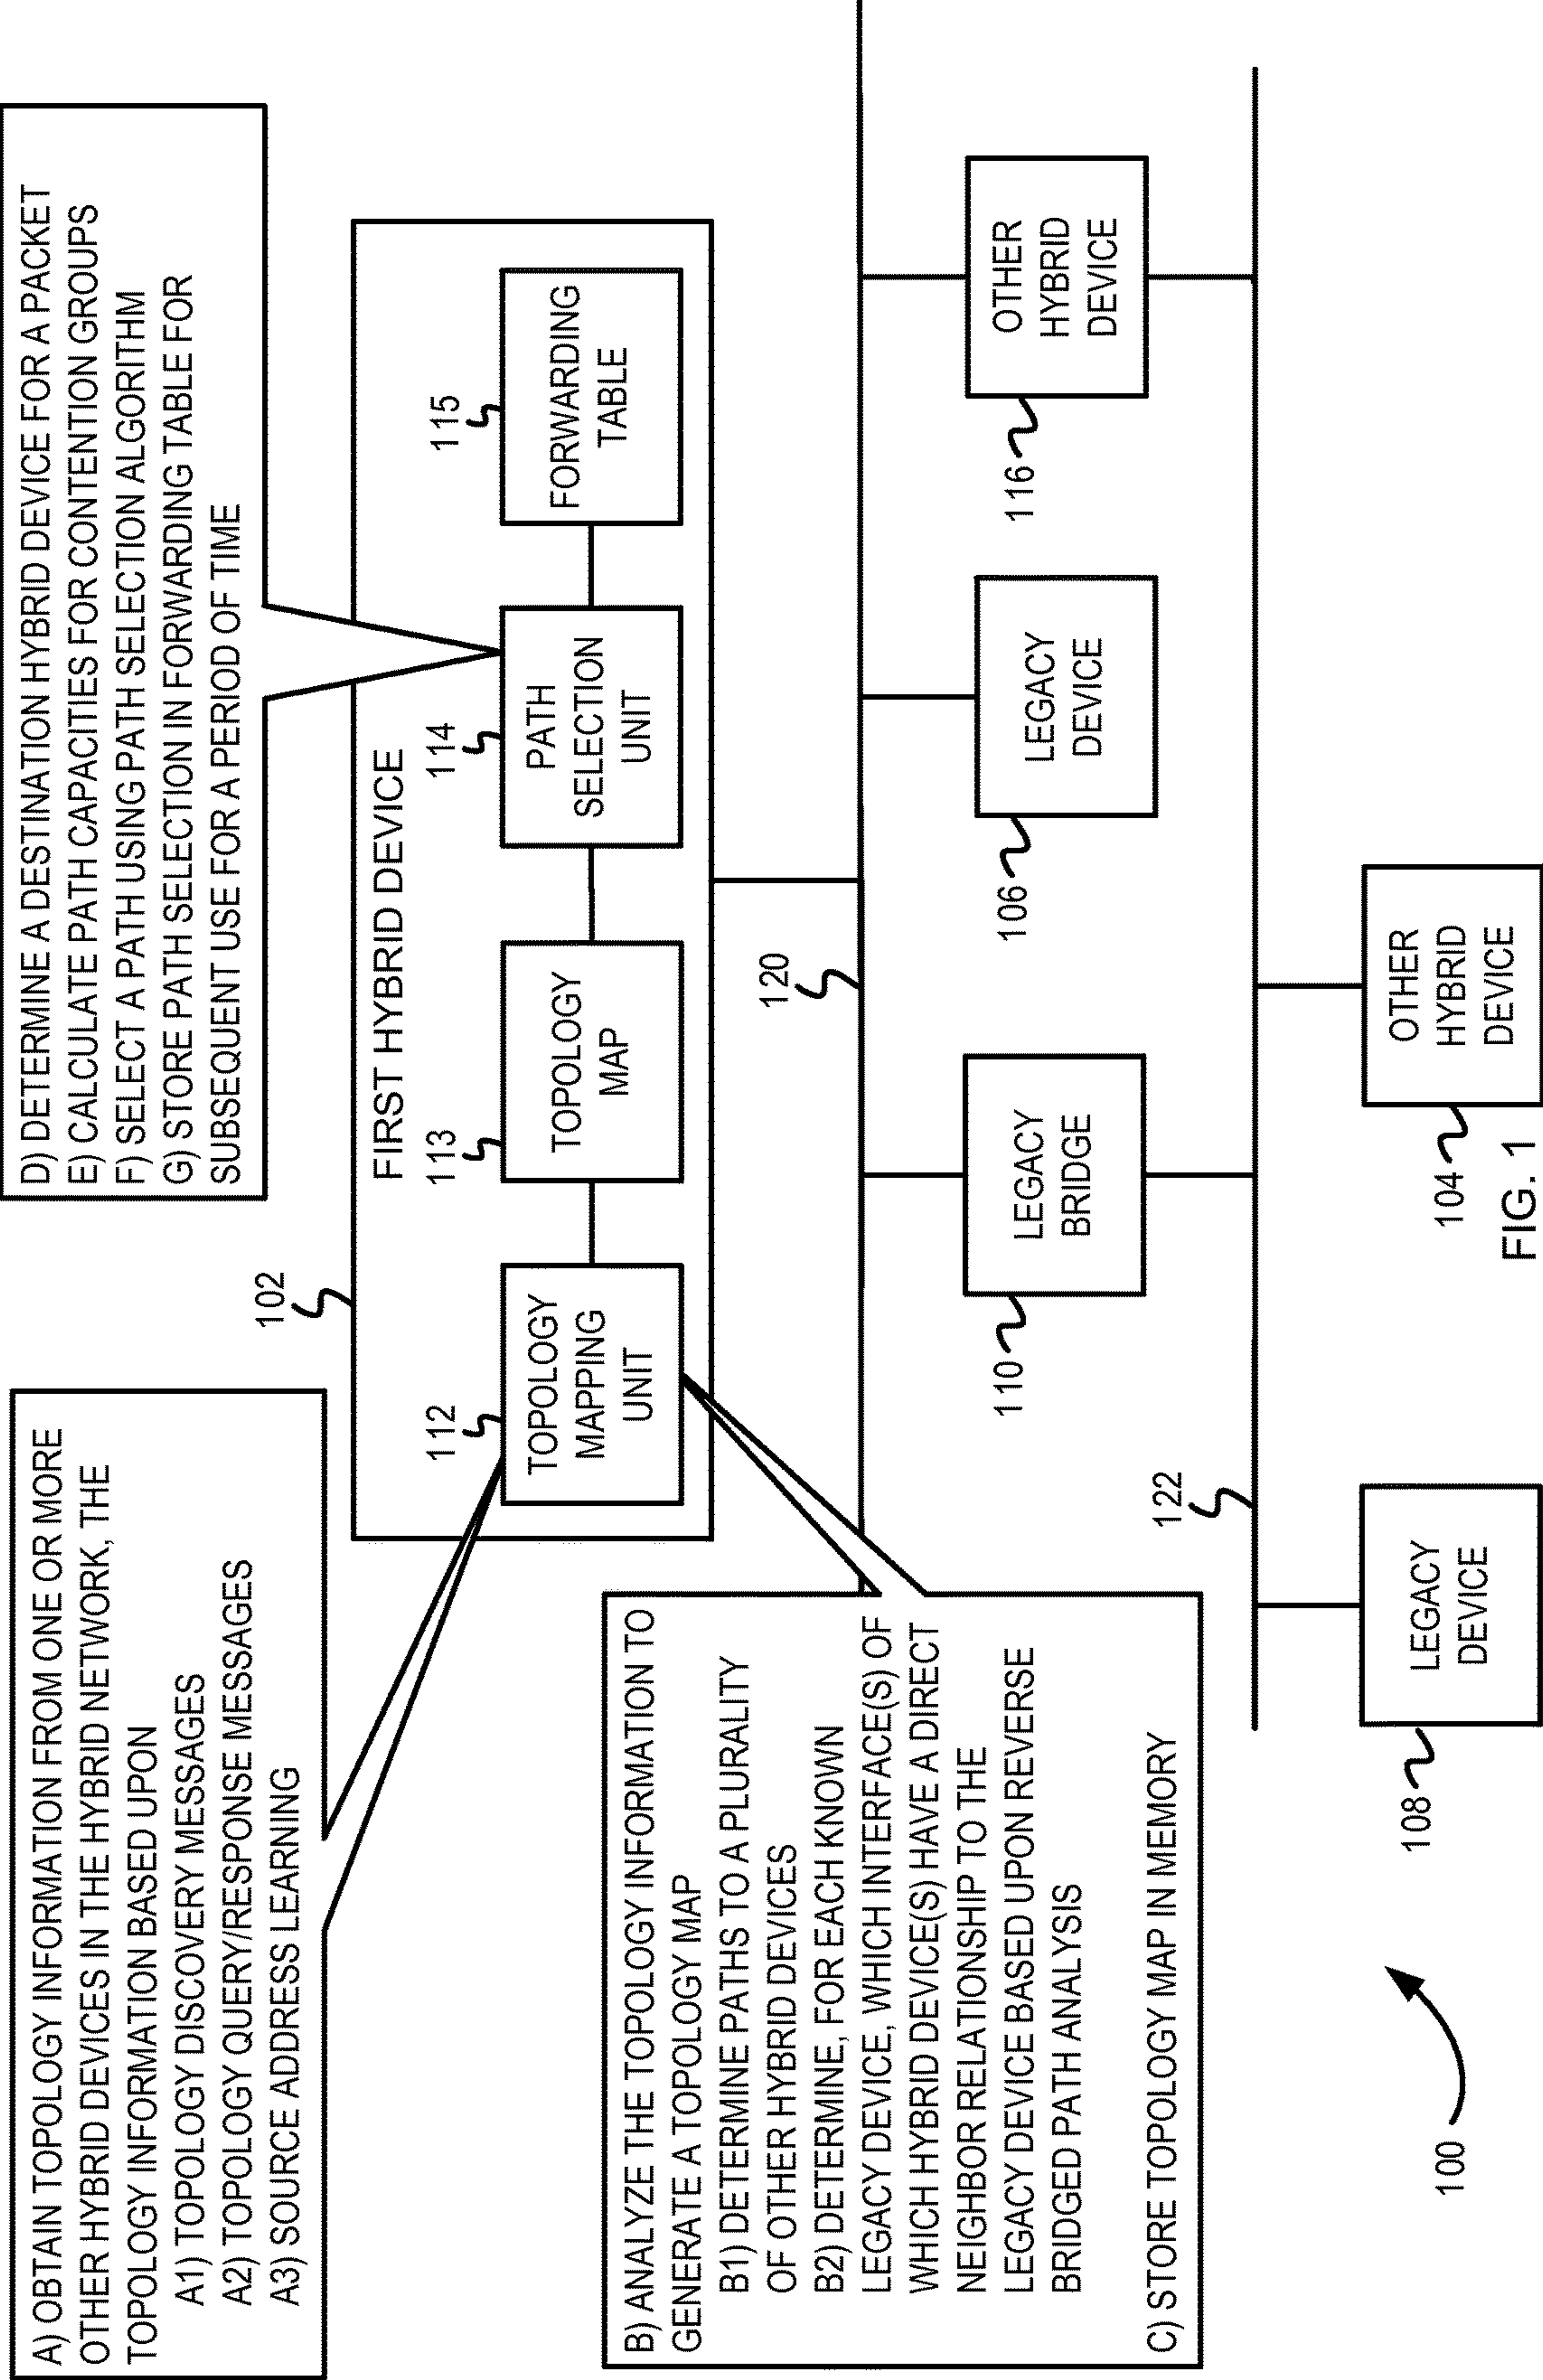 A) OBTAIN TOPOLOGY INFORMATION FROM ONE OR MORE
OTHER HYBRID DEVICES IN THE HYBRID NETWORK, THE
TOPOLOGY INFORMATION BASED UPON
A1) TOPOLOGY DISCOVERY MESSAGES
A2) TOPOLOGY QUERY/RESPONSE MESSAGES
A3) SOURCE ADDRESS LEARNING
D) DETERMINE A DESTINATION HYBRID DEVICE FOR A PACKET
E) CALCULATE PATH CAPACITIES FOR CONTENTION GROUPS
F) SELECT A PATH USING PATH SELECTION ALGORITHM
G) STORE PATH SELECTION IN FORWARDING TABLE FOR
SUBSEQUENT USE FOR A PERIOD OF TIME
102
FIRST HYBRID DEVICE
112
113
114
115
TOPOLOGY
MAPPING
UNIT
TOPOLOGY
MAP
PATH
SELECTION
UNIT
FORWARDING
TABLE
B) ANALYZE THE TOPOLOGY INFORMATION TO
GENERATE A TOPOLOGY MAP
B1) DETERMINE PATHS TO A PLURALITY
OF OTHER HYBRID DEVICES
B2) DETERMINE, FOR EACH KNOWN
LEGACY DEVICE, WHICH INTERFACE(S) OF
WHICH HYBRID DEVICE(S) HAVE A DIRECT
NEIGHBOR RELATIONSHIP TO THE
LEGACY DEVICE BASED UPON REVERSE
BRIDGED PATH ANALYSIS
C) STORE TOPOLOGY MAP IN MEMORY
120
110
LEGACY
BRIDGE
106
LEGACY
DEVICE
116
OTHER
HYBRID
DEVICE
122
108
LEGACY
DEVICE
104
OTHER
HYBRID
DEVICE
100
FIG. 1